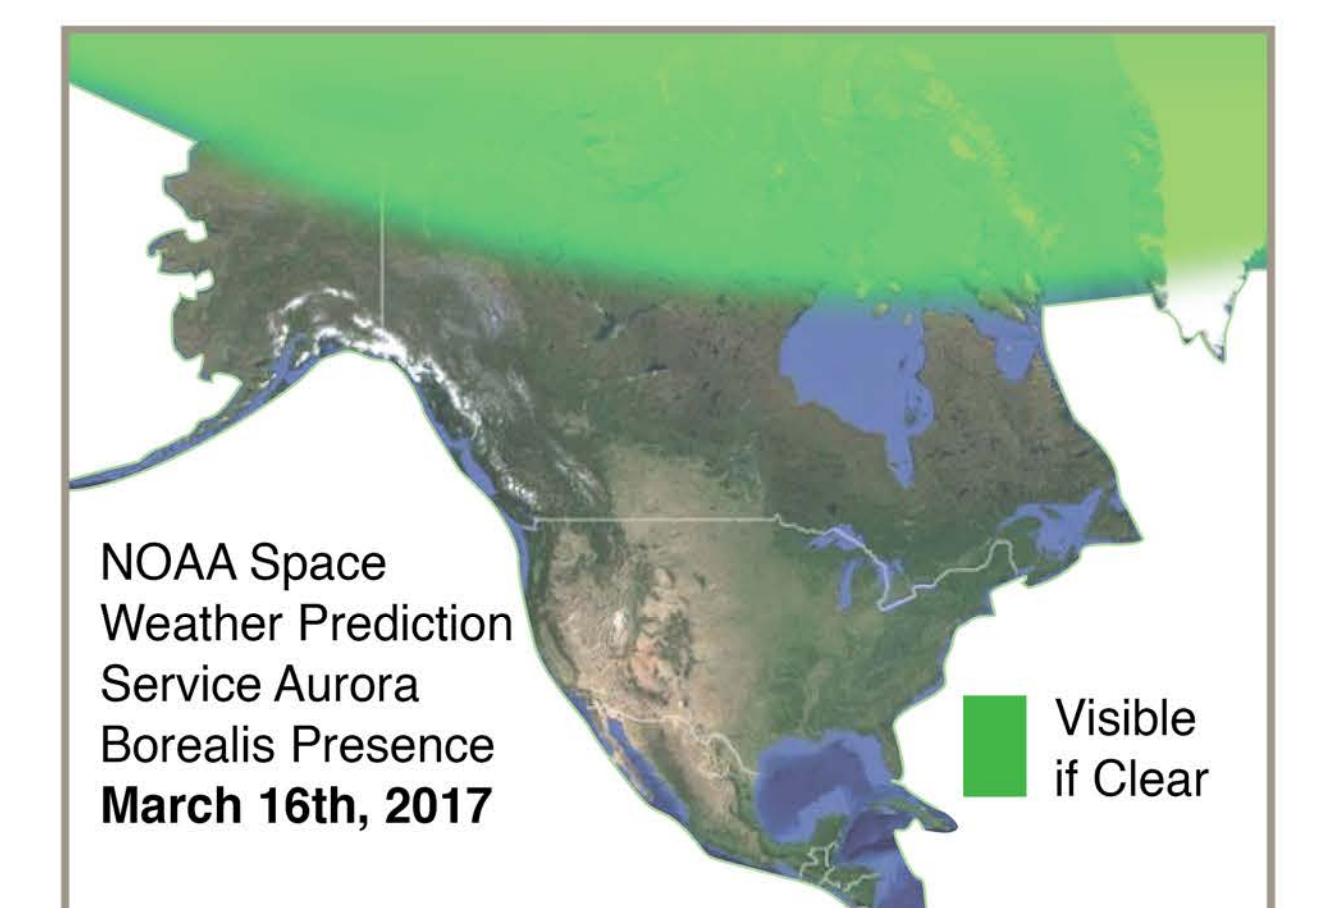 NOAA Space
Weather Prediction
Service Aurora
Borealis Presence
March 16th, 2017
Visible
if Clear